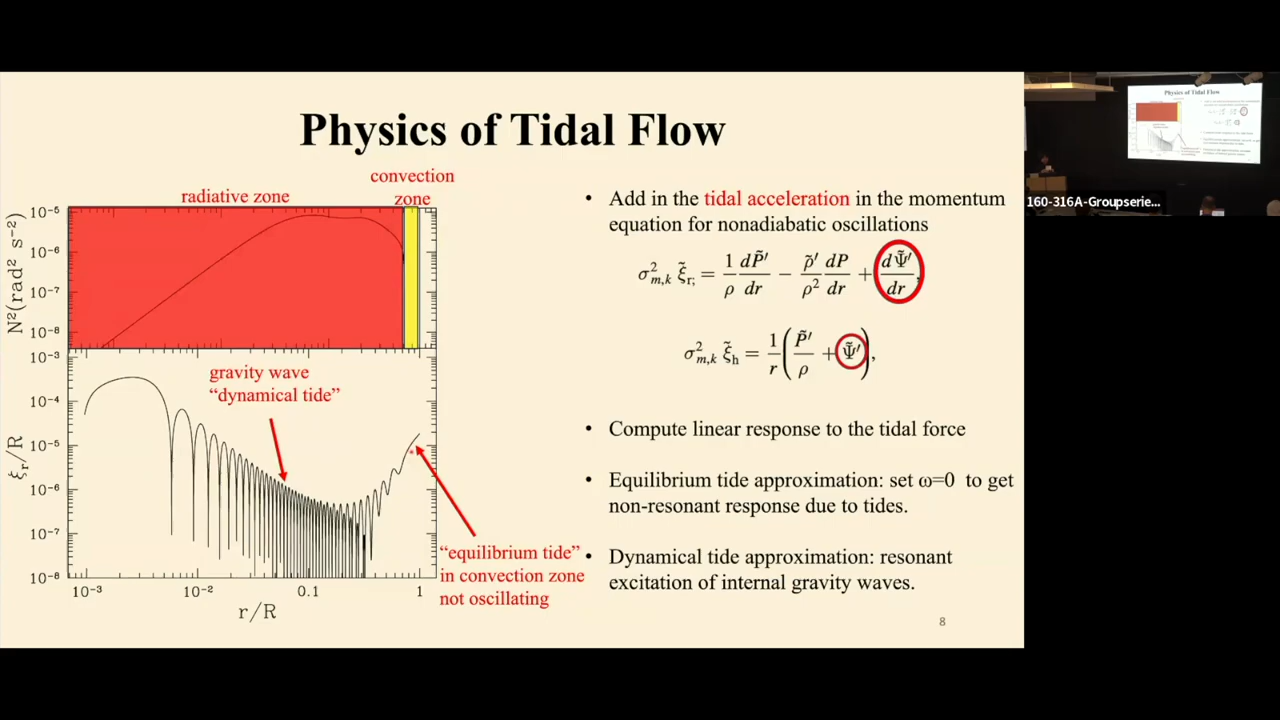 Physics of Tidal Flow
radiative zone
convection
zone
10⁻⁵
10⁻⁶
10⁻⁷
10⁻⁸
N²(rad² s⁻²)
10⁻³
10⁻⁴
10⁻⁵
10⁻⁶
10⁻⁷
10⁻⁸
ξr/R
gravity wave
“dynamical tide”
“equilibrium tide”
in convection zone
not oscillating
10⁻³ 10⁻² 0.1 1
r/R
• Add in the tidal acceleration in the momentum
equation for nonadiabatic oscillations
σ²m,k ξ̃r; = 1/ρ dP̃′/dr − ρ̃′/ρ² dP/dr + dΨ̃′/dr,
σ²m,k ξ̃h = 1/r (P̃′/ρ + Ψ̃′),
• Compute linear response to the tidal force
• Equilibrium tide approximation: set ω=0 to get
non-resonant response due to tides.
• Dynamical tide approximation: resonant
excitation of internal gravity waves.
8
Physics of Tidal Flow
160-316A-Groupserie...